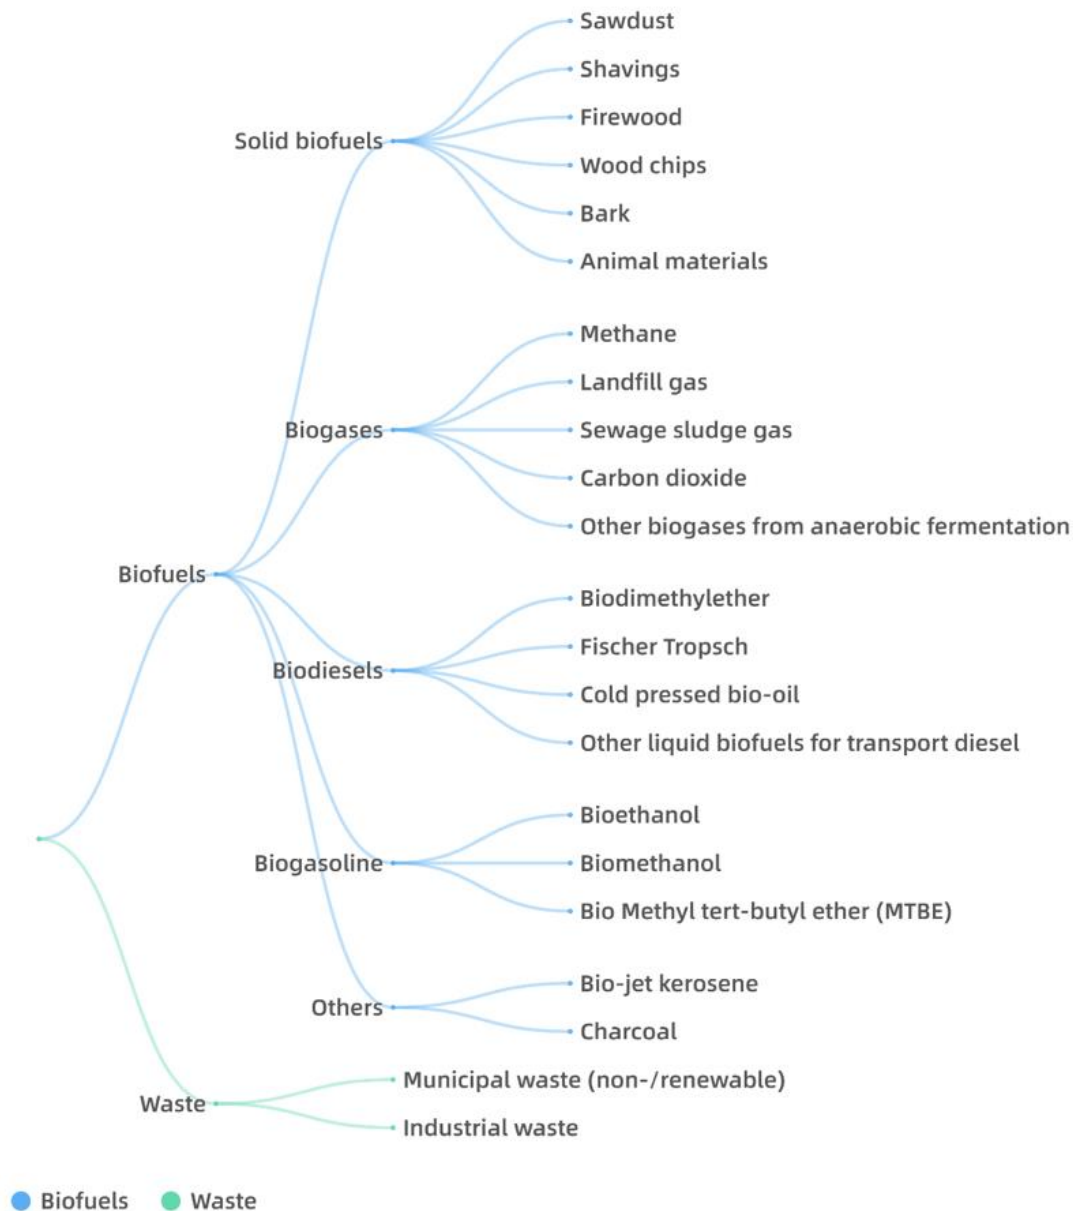 Sawdust
Shavings
Firewood
Solid biofuels
Wood chips
Bark
Animal materials
Methane
Landfill gas
Biogases
Sewage sludge gas
Carbon dioxide
Other biogases from anaerobic fermentation
Biofuels
Biodimethylether
Fischer Tropsch
Biodiesels
Cold pressed bio-oil
Other liquid biofuels for transport diesel
Bioethanol
Biogasoline
Biomethanol
Bio Methyl tert-butyl ether (MTBE)
Bio-jet kerosene
Others
Charcoal
Municipal waste (non-/renewable)
Waste
Industrial waste
Biofuels Waste